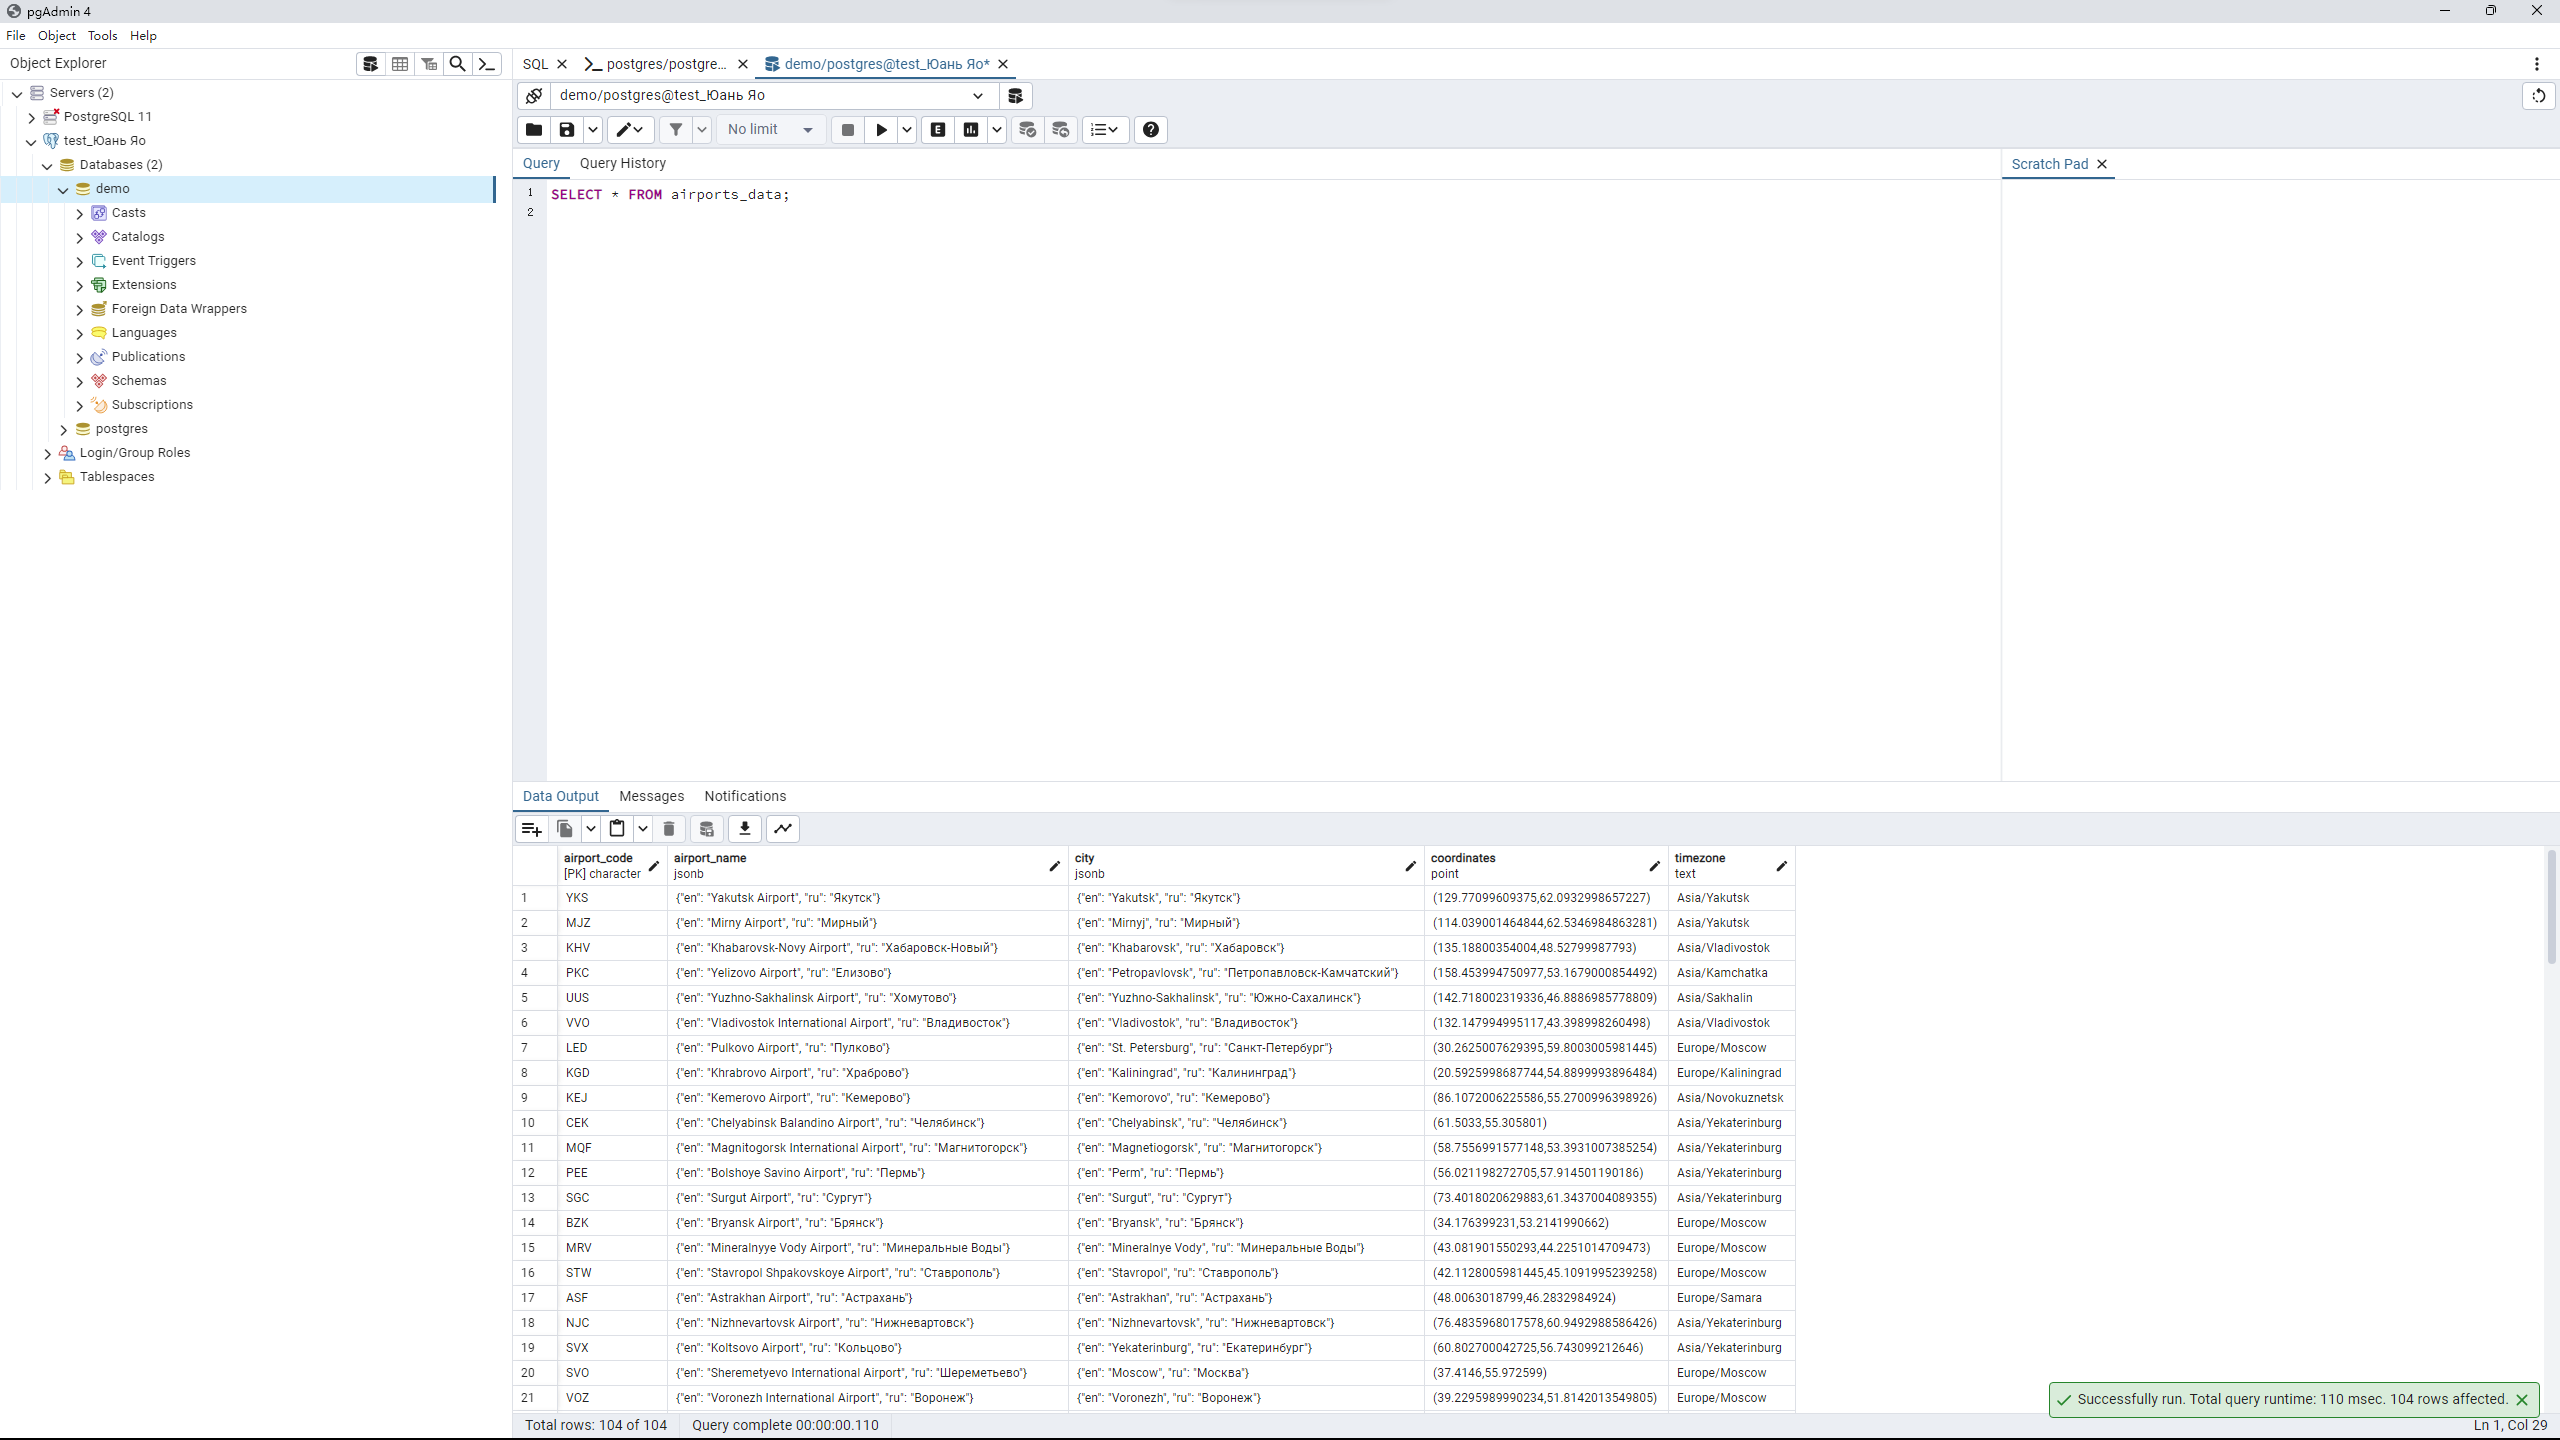 pgAdmin 4
File Object Tools Help
Object Explorer
SQL
postgres/postgre...
demo/postgres@test_Юань Яо*
Servers (2)
PostgreSQL 11
test_Юань Яо
Databases (2)
demo
Casts
Catalogs
Event Triggers
Extensions
Foreign Data Wrappers
Languages
Publications
Schemas
Subscriptions
postgres
Login/Group Roles
Tablespaces
demo/postgres@test_Юань Яо
No limit
E
Query Query History
Scratch Pad
1 SELECT * FROM airports_data;
2
Data Output Messages Notifications
airport_code airport_name city coordinates timezone
[PK] character jsonb jsonb point text
1 YKS {"en": "Yakutsk Airport", "ru": "Якутск"} {"en": "Yakutsk", "ru": "Якутск"} (129.77099609375,62.0932998657227) Asia/Yakutsk
2 MJZ {"en": "Mirny Airport", "ru": "Мирный"} {"en": "Mirnyj", "ru": "Мирный"} (114.039001464844,62.5346984863281) Asia/Yakutsk
3 KHV {"en": "Khabarovsk-Novy Airport", "ru": "Хабаровск-Новый"} {"en": "Khabarovsk", "ru": "Хабаровск"} (135.18800354004,48.52799987793) Asia/Vladivostok
4 PKC {"en": "Yelizovo Airport", "ru": "Елизово"} {"en": "Petropavlovsk", "ru": "Петропавловск-Камчатский"} (158.453994750977,53.1679000854492) Asia/Kamchatka
5 UUS {"en": "Yuzhno-Sakhalinsk Airport", "ru": "Хомутово"} {"en": "Yuzhno-Sakhalinsk", "ru": "Южно-Сахалинск"} (142.718002319336,46.8886985778809) Asia/Sakhalin
6 VVO {"en": "Vladivostok International Airport", "ru": "Владивосток"} {"en": "Vladivostok", "ru": "Владивосток"} (132.147994995117,43.398998260498) Asia/Vladivostok
7 LED {"en": "Pulkovo Airport", "ru": "Пулково"} {"en": "St. Petersburg", "ru": "Санкт-Петербург"} (30.2625007629395,59.8003005981445) Europe/Moscow
8 KGD {"en": "Khrabrovo Airport", "ru": "Храброво"} {"en": "Kaliningrad", "ru": "Калининград"} (20.5925998687744,54.8899993896484) Europe/Kaliningrad
9 KEJ {"en": "Kemerovo Airport", "ru": "Кемерово"} {"en": "Kemorovo", "ru": "Кемерово"} (86.1072006225586,55.2700996398926) Asia/Novokuznetsk
10 CEK {"en": "Chelyabinsk Balandino Airport", "ru": "Челябинск"} {"en": "Chelyabinsk", "ru": "Челябинск"} (61.5033,55.305801) Asia/Yekaterinburg
11 MQF {"en": "Magnitogorsk International Airport", "ru": "Магнитогорск"} {"en": "Magnetiogorsk", "ru": "Магнитогорск"} (58.7556991577148,53.3931007385254) Asia/Yekaterinburg
12 PEE {"en": "Bolshoye Savino Airport", "ru": "Пермь"} {"en": "Perm", "ru": "Пермь"} (56.021198272705,57.914501190186) Asia/Yekaterinburg
13 SGC {"en": "Surgut Airport", "ru": "Сургут"} {"en": "Surgut", "ru": "Сургут"} (73.4018020629883,61.3437004089355) Asia/Yekaterinburg
14 BZK {"en": "Bryansk Airport", "ru": "Брянск"} {"en": "Bryansk", "ru": "Брянск"} (34.176399231,53.2141990662) Europe/Moscow
15 MRV {"en": "Mineralnyye Vody Airport", "ru": "Минеральные Воды"} {"en": "Mineralnye Vody", "ru": "Минеральные Воды"} (43.081901550293,44.2251014709473) Europe/Moscow
16 STW {"en": "Stavropol Shpakovskoye Airport", "ru": "Ставрополь"} {"en": "Stavropol", "ru": "Ставрополь"} (42.1128005981445,45.1091995239258) Europe/Moscow
17 ASF {"en": "Astrakhan Airport", "ru": "Астрахань"} {"en": "Astrakhan", "ru": "Астрахань"} (48.0063018799,46.2832984924) Europe/Samara
18 NJC {"en": "Nizhnevartovsk Airport", "ru": "Нижневартовск"} {"en": "Nizhnevartovsk", "ru": "Нижневартовск"} (76.4835968017578,60.9492988586426) Asia/Yekaterinburg
19 SVX {"en": "Koltsovo Airport", "ru": "Кольцово"} {"en": "Yekaterinburg", "ru": "Екатеринбург"} (60.802700042725,56.743099212646) Asia/Yekaterinburg
20 SVO {"en": "Sheremetyevo International Airport", "ru": "Шереметьево"} {"en": "Moscow", "ru": "Москва"} (37.4146,55.972599) Europe/Moscow
21 VOZ {"en": "Voronezh International Airport", "ru": "Воронеж"} {"en": "Voronezh", "ru": "Воронеж"} (39.2295989990234,51.8142013549805) Europe/Moscow
Successfully run. Total query runtime: 110 msec. 104 rows affected.
Total rows: 104 of 104 Query complete 00:00:00.110 Ln 1, Col 29